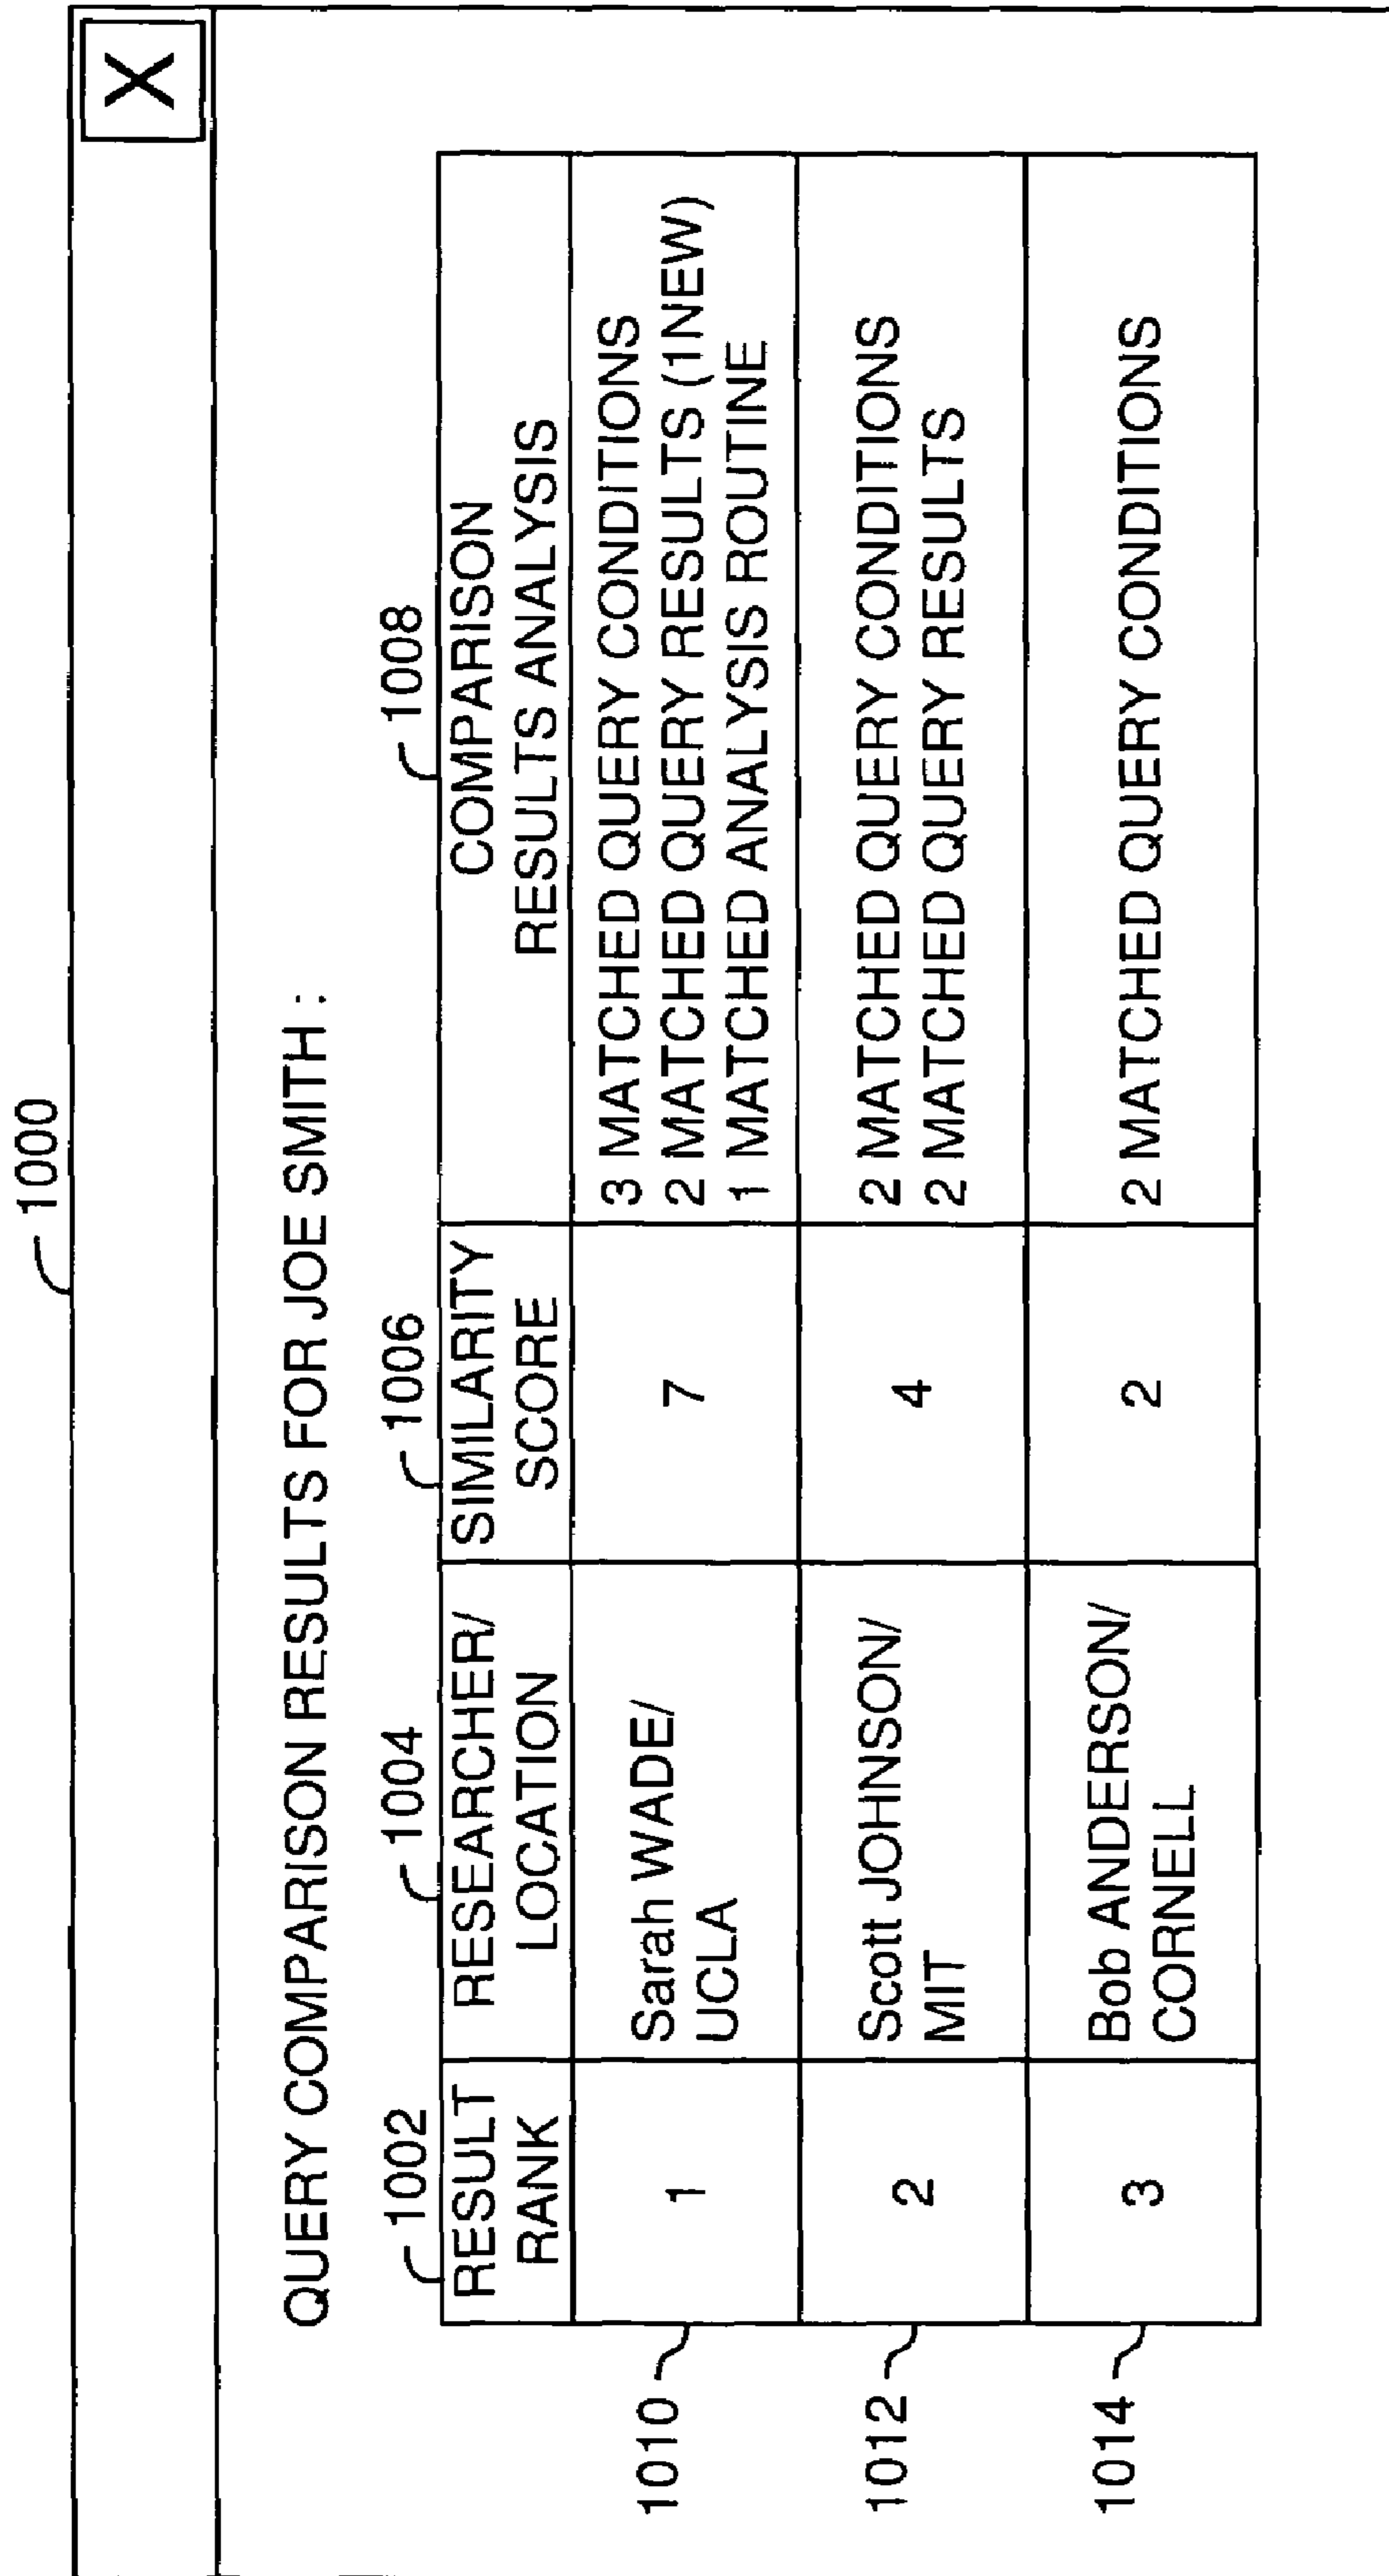 1000
X
QUERY COMPARISON RESULTS FOR JOE SMITH :
1002
1004
1006
1008
RESULT
RANK
RESEARCHER/
LOCATION
SIMILARITY
SCORE
COMPARISON
RESULTS ANALYSIS
1010
1
Sarah WADE/
UCLA
7
3 MATCHED QUERY CONDITIONS
2 MATCHED QUERY RESULTS (1NEW)
1 MATCHED ANALYSIS ROUTINE
1012
2
Scott JOHNSON/
MIT
4
2 MATCHED QUERY CONDITIONS
2 MATCHED QUERY RESULTS
1014
3
Bob ANDERSON/
CORNELL
2
2 MATCHED QUERY CONDITIONS